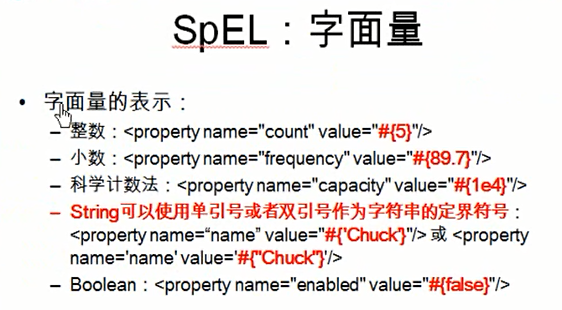 SpEL：字面量
• 字面量的表示：
– 整数：<property name="count" value="#{5}"/>
– 小数：<property name="frequency" value="#{89.7}"/>
– 科学计数法：<property name="capacity" value="#{1e4}"/>
– String可以使用单引号或者双引号作为字符串的定界符号：
<property name=“name” value="#{'Chuck'}"/> 或 <property
name='name' value='#{"Chuck"}'/>
– Boolean：<property name="enabled" value="#{false}"/>